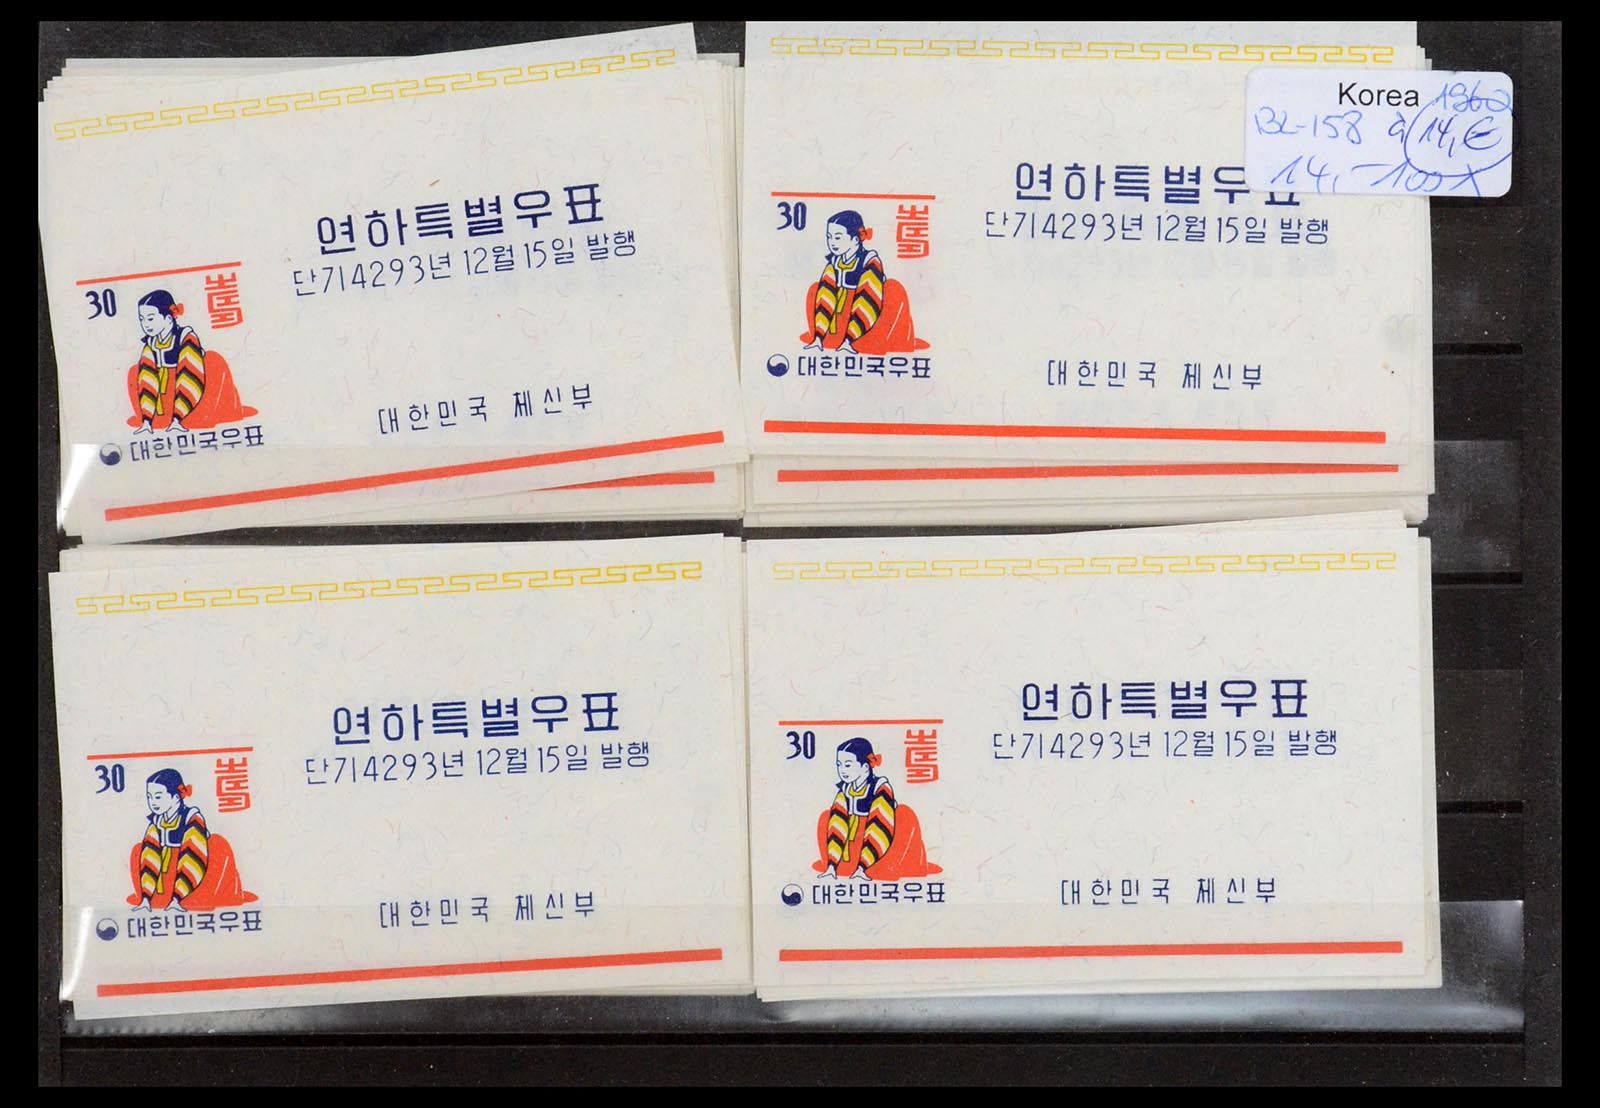 연하특별우표
단기4293년 12월 15일 발행
30
대한민국 체신부
대한민국우표
Korea 1960
BL-158 à 14,€
14,- 100x
연하특별우표
단기4293년 12월 15일 발행
30
대한민국 체신부
대한민국우표
연하특별우표
단기4293년 12월 15일 발행
30
대한민국 체신부
대한민국우표
연하특별우표
단기4293년 12월 15일 발행
30
대한민국 체신부
대한민국우표